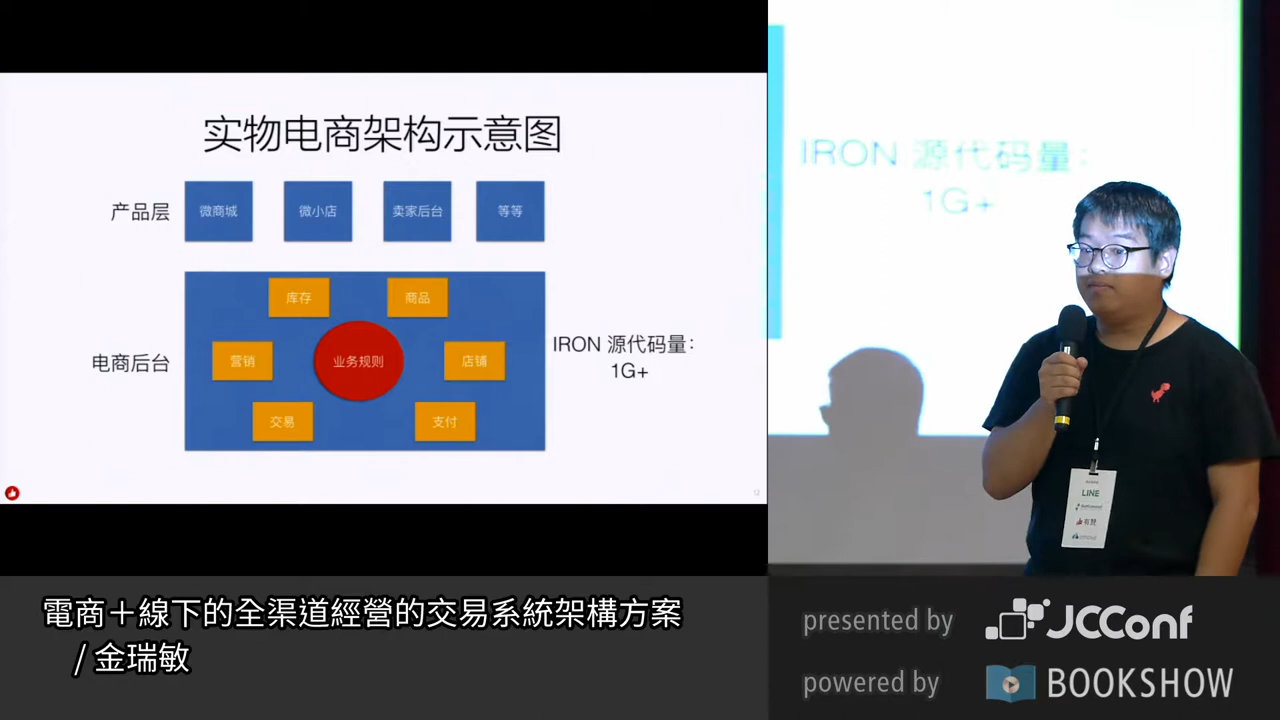 实物电商架构示意图
产品层
微商城
微小店
卖家后台
等等
电商后台
库存
商品
营销
业务规则
店铺
交易
支付
IRON 源代码量：
1G+
12
IRON 源代码量：
1G+
LINE
有赞
電商＋線下的全渠道經營的交易系統架構方案
/ 金瑞敏
presented by
JCConf
powered by
BOOKSHOW